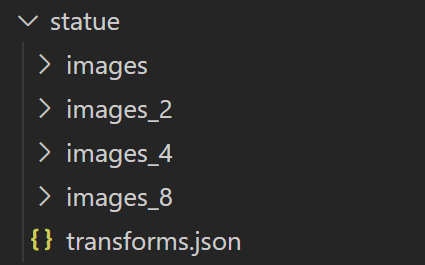 statue
images
images_2
images_4
images_8
{} transforms.json